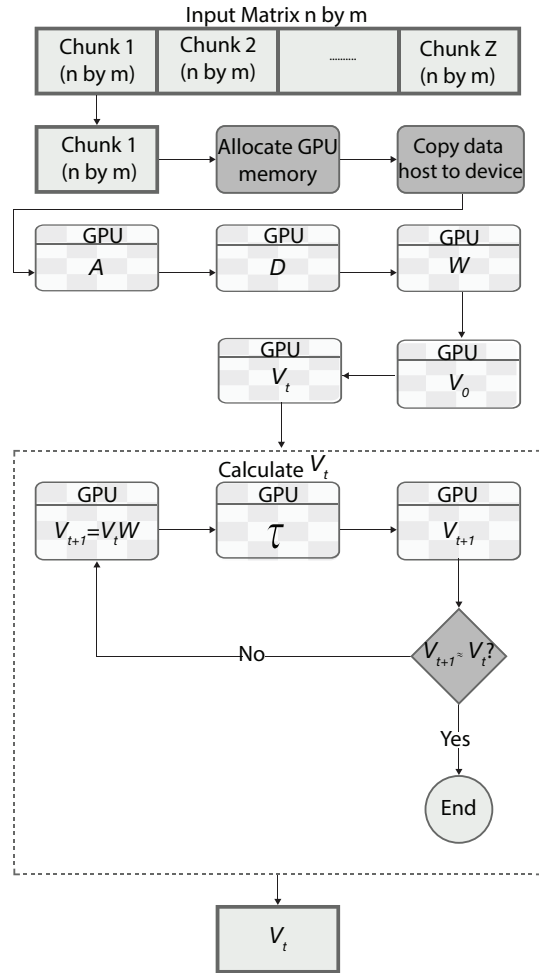 Input Matrix n by m
Chunk 1
(n by m)
Chunk 2
(n by m)
..........
Chunk Z
(n by m)
Chunk 1
(n by m)
Allocate GPU
memory
Copy data
host to device
GPU
A
GPU
D
GPU
W
GPU
Vt
GPU
V0
Calculate Vt
GPU
Vt+1=VtW
GPU
τ
GPU
Vt+1
No
Vt+1 ≈ Vt?
Yes
End
Vt